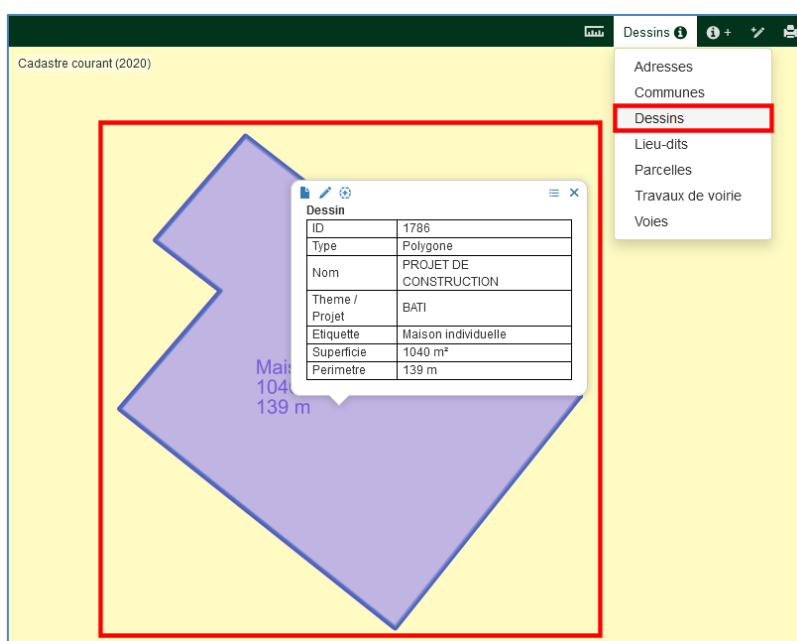 Dessins
Cadastre courant (2020)
Adresses
Communes
Dessins
Lieu-dits
Parcelles
Travaux de voirie
Voies
Dessin
ID 1786
Type Polygone
Nom PROJET DE
CONSTRUCTION
Theme /
Projet BATI
Etiquette Maison individuelle
Superficie 1040 m²
Perimetre 139 m
139 m